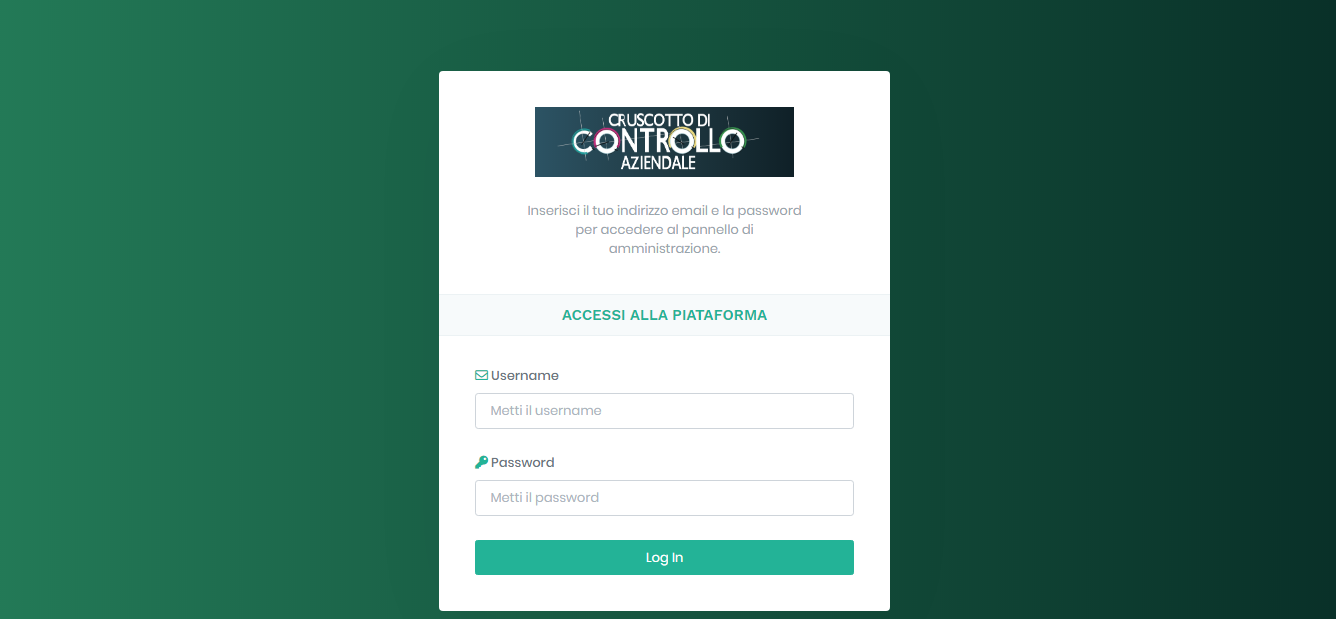 CRUSCOTTO DI
CONTROLLO
AZIENDALE
Inserisci il tuo indirizzo email e la password
per accedere al pannello di
amministrazione.
ACCESSI ALLA PIATAFORMA
Username
Metti il username
Password
Metti il password
Log In